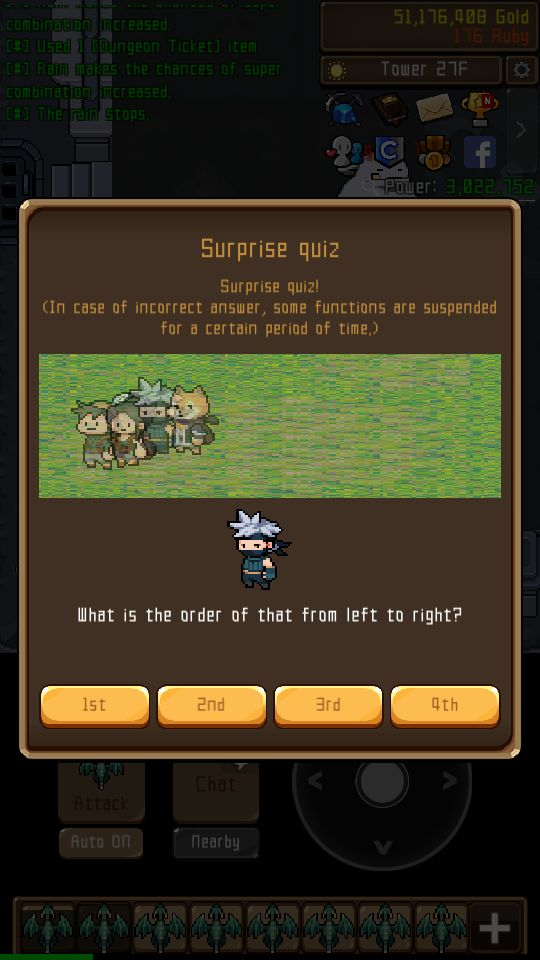 51,176,408 Gold
combination increased.
176 Ruby
[#] Used 1 [Dungeon Ticket] item
[#] Rain makes the chances of super
combination increased.
Tower 27F
[#] The rain stops.
Power: 3,022,752
Surprise quiz
Surprise quiz!
(In case of incorrect answer, some functions are suspended
for a certain period of time.)
What is the order of that from left to right?
1st
2nd
3rd
4th
Attack
Chat
Auto ON
Nearby